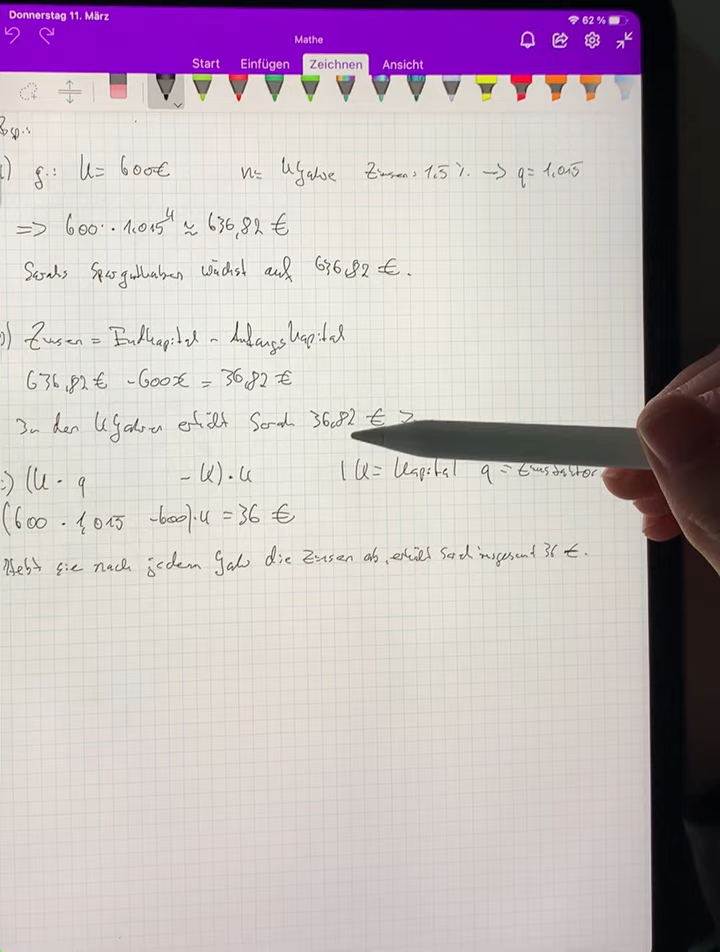 Donnerstag 11. März
62 %
Mathe
Start Einfügen Zeichnen Ansicht
Bsp.:
) g.: K= 600€ n= 4 Jahre Zinsen: 1,5 % -> q= 1,015
=> 600 · 1,015⁴ ≈ 636,82 €
Sarahs Sparguthaben wächst auf 636,82 €.
) Zinsen = Endkapital - Anfangskapital
636,82 € - 600€ = 36,82 €
In den 4 Jahren erhält Sarah 36,82 € Z
:) (K · q - K) · 4 | K= Kapital q = Zinsfaktor
(600 · 1,015 - 600) · 4 = 36 €
Hebt sie nach jedem Jahr die Zinsen ab, erhält Sarah insgesamt 36 €.